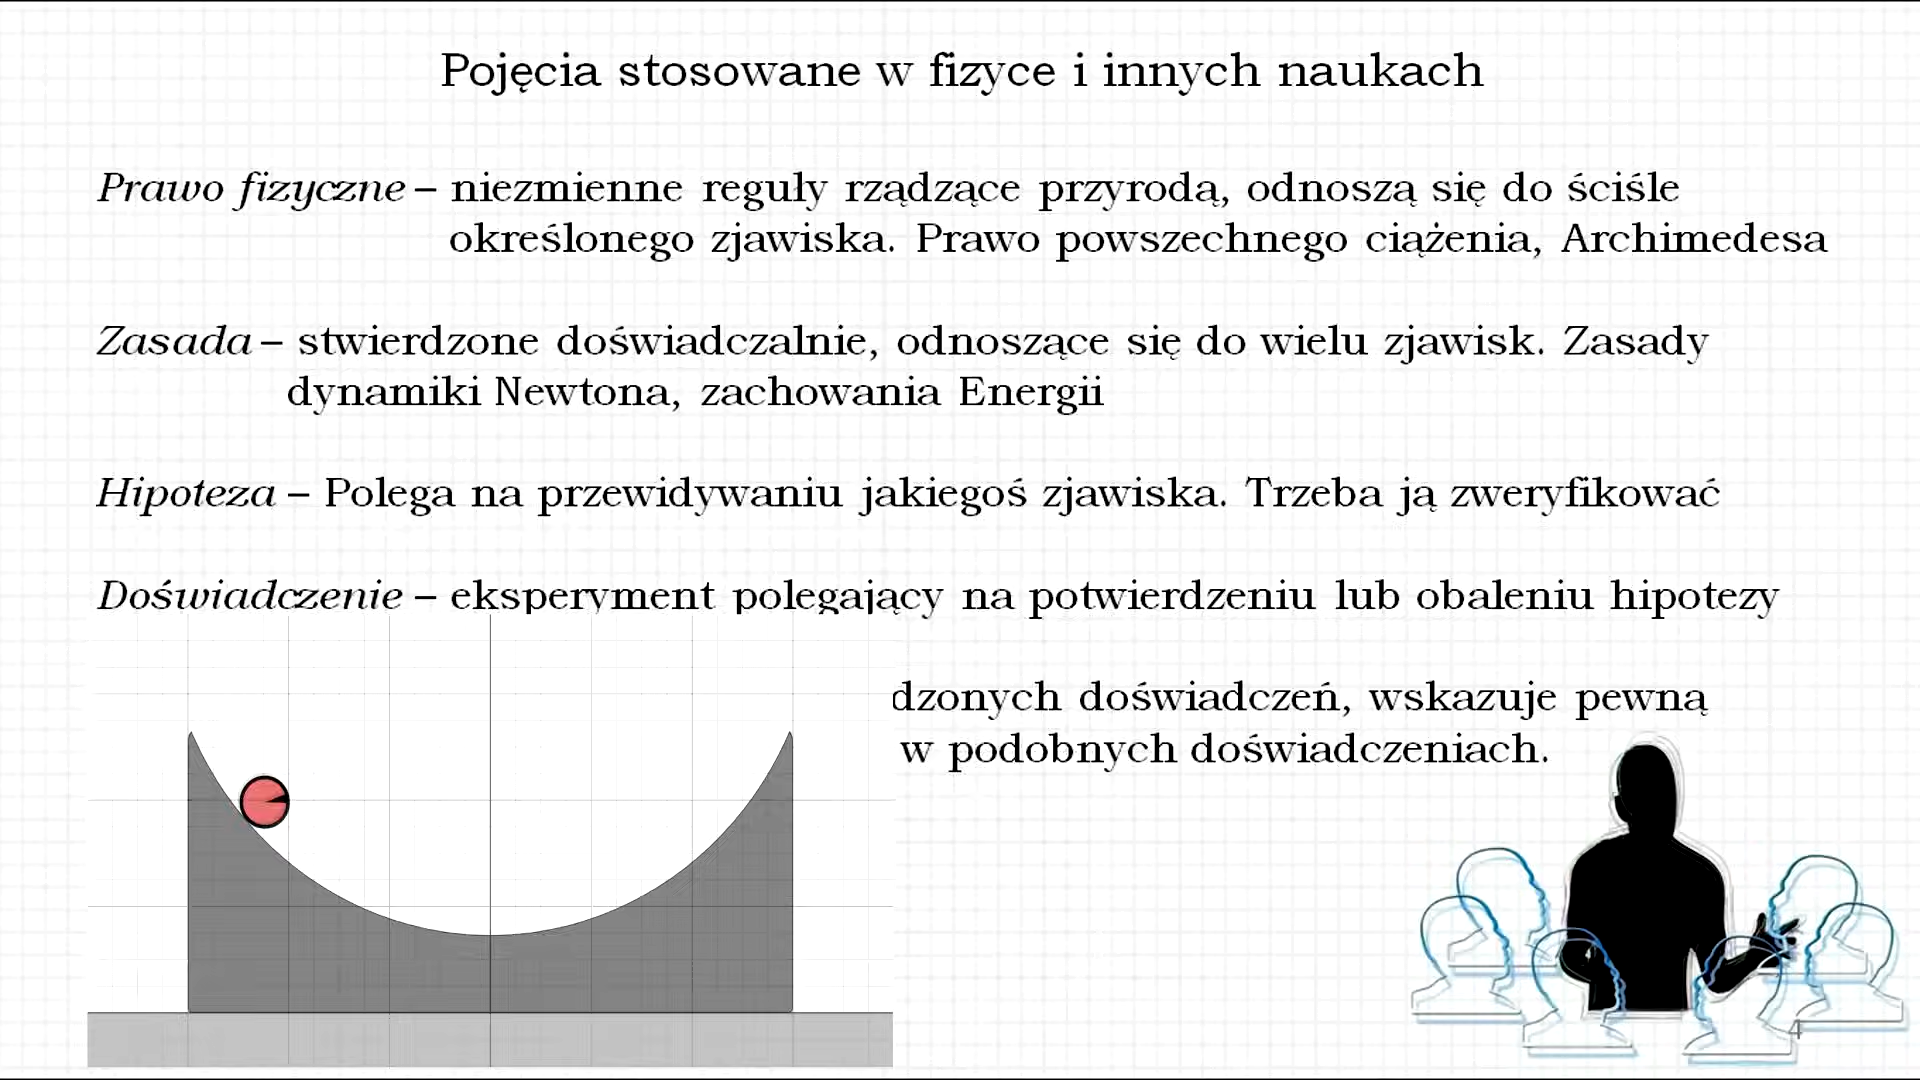 Pojęcia stosowane w fizyce i innych naukach
Prawo fizyczne – niezmienne reguły rządzące przyrodą, odnoszą się do ściśle
określonego zjawiska. Prawo powszechnego ciążenia, Archimedesa
Zasada – stwierdzone doświadczalnie, odnoszące się do wielu zjawisk. Zasady
dynamiki Newtona, zachowania Energii
Hipoteza – Polega na przewidywaniu jakiegoś zjawiska. Trzeba ją zweryfikować
Doświadczenie – eksperyment polegający na potwierdzeniu lub obaleniu hipotezy
dzonych doświadczeń, wskazuje pewną
w podobnych doświadczeniach.
4